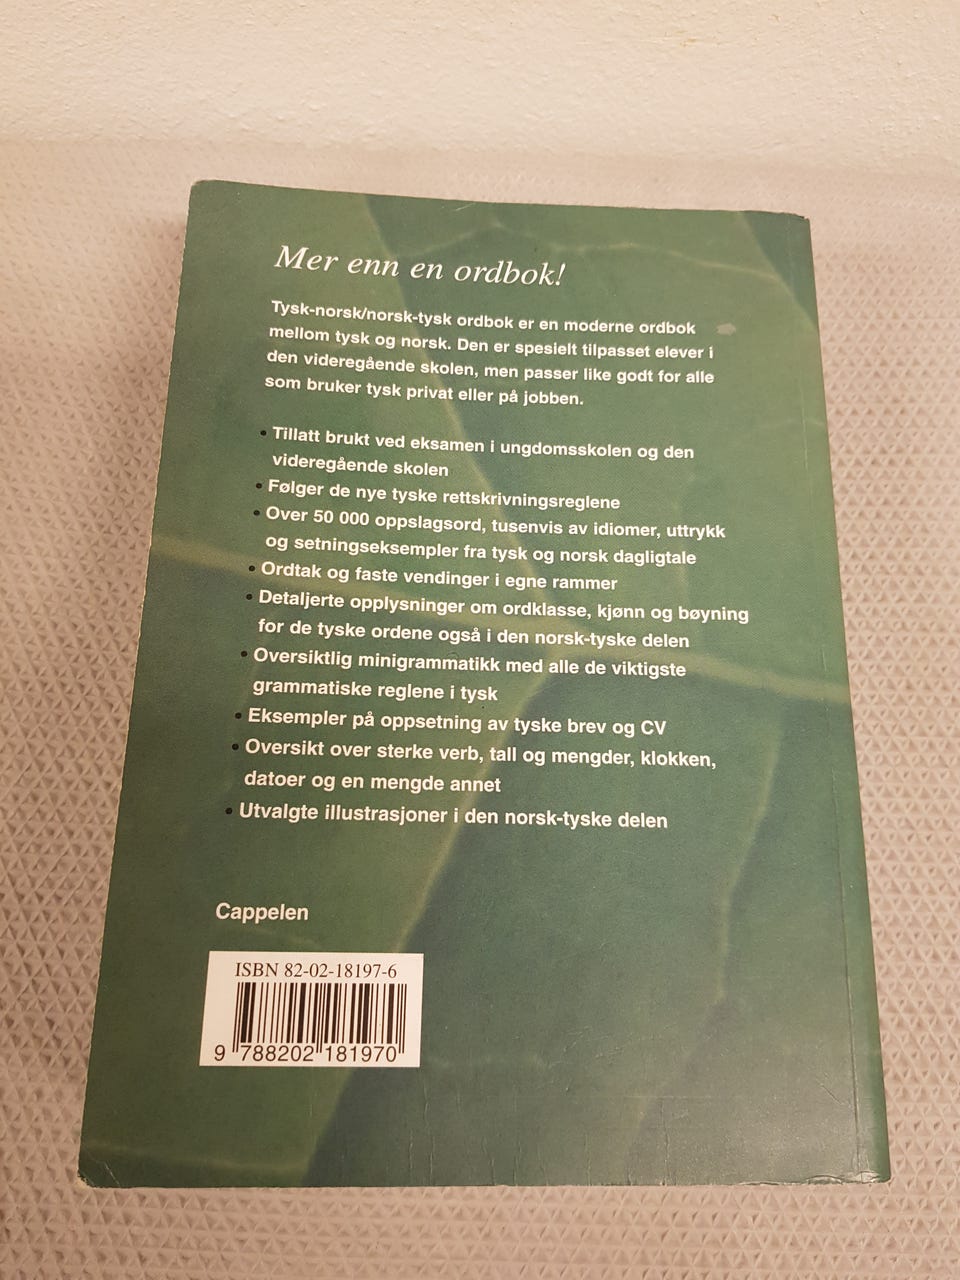 Mer enn en ordbok!
Tysk-norsk/norsk-tysk ordbok er en moderne ordbok
mellom tysk og norsk. Den er spesielt tilpasset elever i
den videregående skolen, men passer like godt for alle
som bruker tysk privat eller på jobben.
• Tillatt brukt ved eksamen i ungdomsskolen og den
videregående skolen
• Følger de nye tyske rettskrivningsreglene
• Over 50 000 oppslagsord, tusenvis av idiomer, uttrykk
og setningseksempler fra tysk og norsk dagligtale
• Ordtak og faste vendinger i egne rammer
• Detaljerte opplysninger om ordklasse, kjønn og bøyning
for de tyske ordene også i den norsk-tyske delen
• Oversiktlig minigrammatikk med alle de viktigste
grammatiske reglene i tysk
• Eksempler på oppsetning av tyske brev og CV
• Oversikt over sterke verb, tall og mengder, klokken,
datoer og en mengde annet
• Utvalgte illustrasjoner i den norsk-tyske delen
Cappelen
ISBN 82-02-18197-6
9 788202 181970